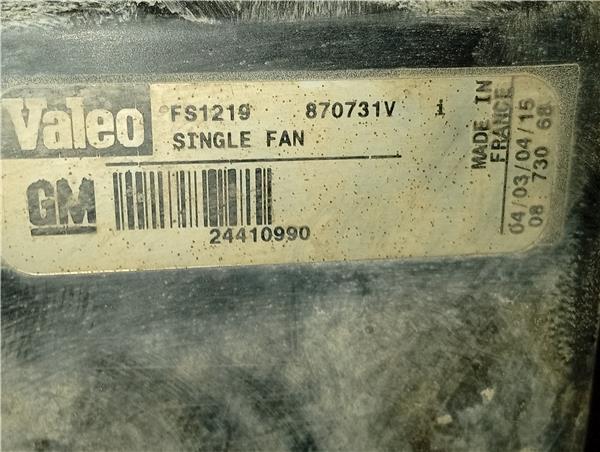 Valeo
FS1219 870731V i
SINGLE FAN
GM
24410990
MADE IN
FRANCE
04/03/04/15
08 730 68